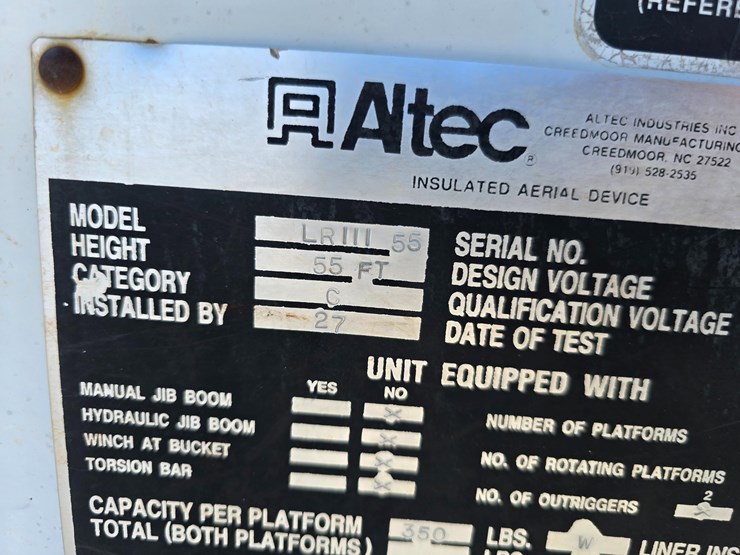 (REFER
Altec
ALTEC INDUSTRIES INC
CREEDMOOR MANUFACTURING
CREEDMOOR, NC 27522
(919) 528-2535
INSULATED AERIAL DEVICE
MODEL LRIII 55 SERIAL NO.
HEIGHT 55 FT DESIGN VOLTAGE
CATEGORY C QUALIFICATION VOLTAGE
INSTALLED BY 27 DATE OF TEST
UNIT EQUIPPED WITH
YES NO
MANUAL JIB BOOM X NUMBER OF PLATFORMS
HYDRAULIC JIB BOOM X
WINCH AT BUCKET X NO. OF ROTATING PLATFORMS
TORSION BAR X NO. OF OUTRIGGERS 2
CAPACITY PER PLATFORM 350 LBS. W LINER INS
TOTAL (BOTH PLATFORMS) LBS